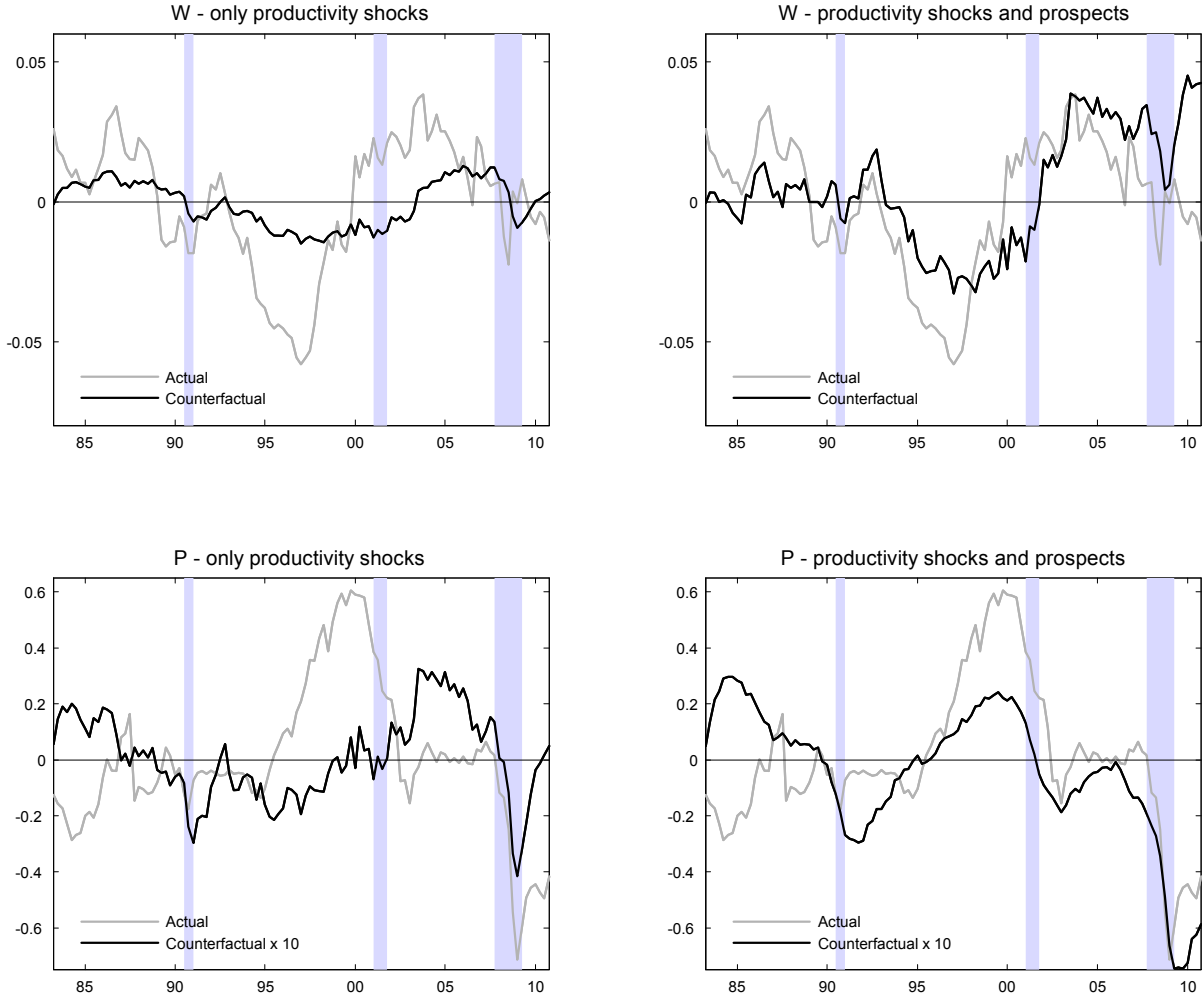 W - only productivity shocks
0.05
0
-0.05
Actual
Counterfactual
85 90 95 00 05 10
W - productivity shocks and prospects
0.05
0
-0.05
Actual
Counterfactual
85 90 95 00 05 10
P - only productivity shocks
0.6
0.4
0.2
0
-0.2
-0.4
-0.6
Actual
Counterfactual x 10
85 90 95 00 05 10
P - productivity shocks and prospects
0.6
0.4
0.2
0
-0.2
-0.4
-0.6
Actual
Counterfactual x 10
85 90 95 00 05 10